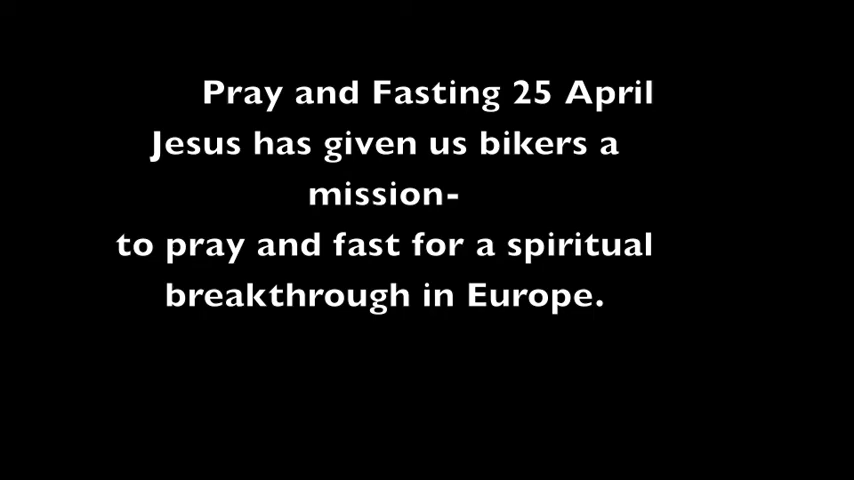 Pray and Fasting 25 April
Jesus has given us bikers a
mission-
to pray and fast for a spiritual
breakthrough in Europe.